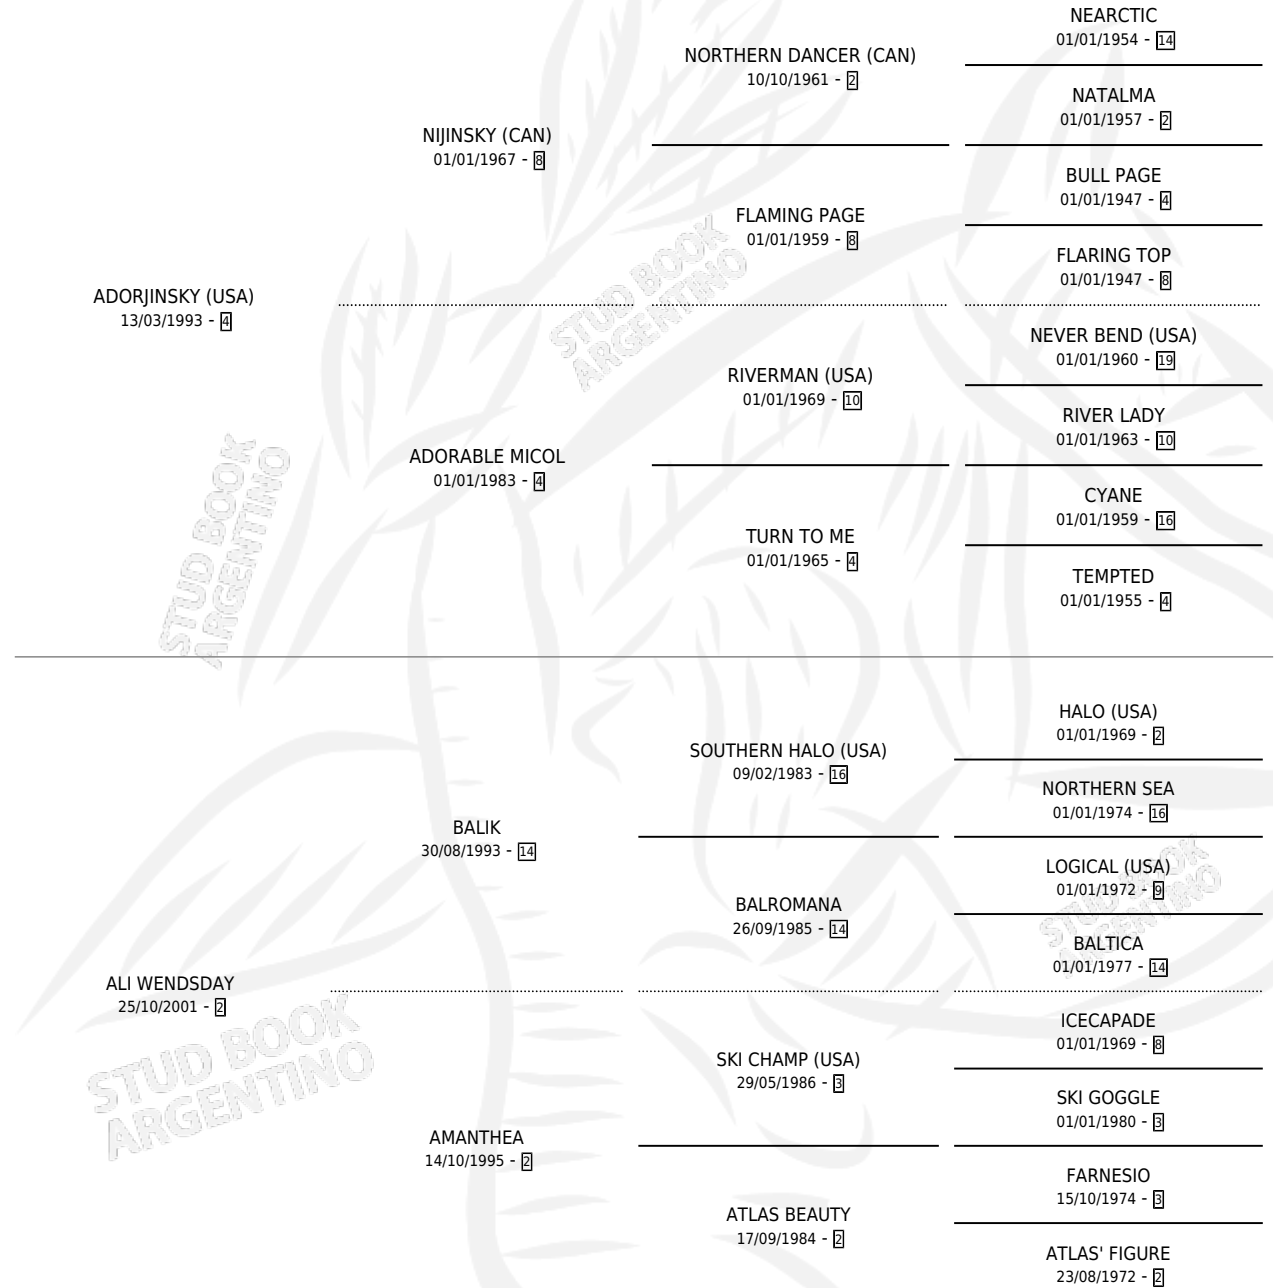 NEARCTIC
01/01/1954 - 14
NORTHERN DANCER (CAN)
10/10/1961 - 2
NATALMA
01/01/1957 - 2
NIJINSKY (CAN)
01/01/1967 - 8
BULL PAGE
01/01/1947 - 4
FLAMING PAGE
01/01/1959 - 8
FLARING TOP
01/01/1947 - 8
ADORJINSKY (USA)
13/03/1993 - 4
NEVER BEND (USA)
01/01/1960 - 19
RIVERMAN (USA)
01/01/1969 - 10
RIVER LADY
01/01/1963 - 10
ADORABLE MICOL
01/01/1983 - 4
CYANE
01/01/1959 - 16
TURN TO ME
01/01/1965 - 4
TEMPTED
01/01/1955 - 4
HALO (USA)
01/01/1969 - 2
SOUTHERN HALO (USA)
09/02/1983 - 16
NORTHERN SEA
01/01/1974 - 16
BALIK
30/08/1993 - 14
LOGICAL (USA)
01/01/1972 - 9
BALROMANA
26/09/1985 - 14
BALTICA
01/01/1977 - 14
ALI WENDSDAY
25/10/2001 - 2
ICECAPADE
01/01/1969 - 8
SKI CHAMP (USA)
29/05/1986 - 3
SKI GOGGLE
01/01/1980 - 3
AMANTHEA
14/10/1995 - 2
FARNESIO
15/10/1974 - 3
ATLAS BEAUTY
17/09/1984 - 2
ATLAS' FIGURE
23/08/1972 - 2
STUD BOOK
ARGENTINO
STUD BOOK
ARGENTINO
STUD BOOK
ARGENTINO
STUD BOOK
ARGENTINO